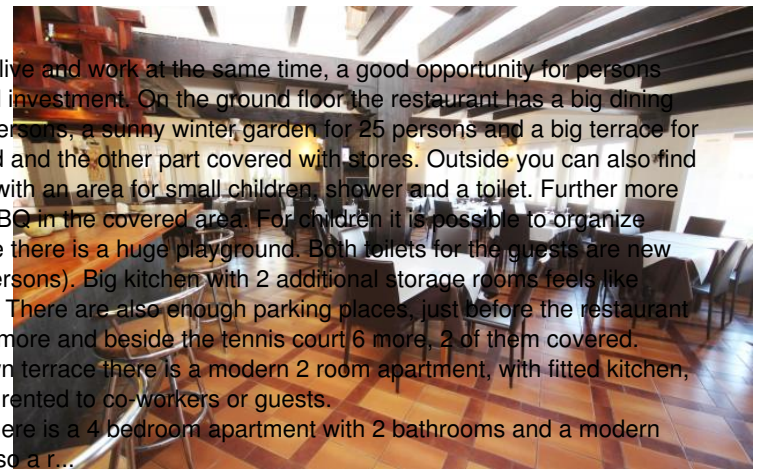 live and work at the same time, a good opportunity for persons
investment. On the ground floor the restaurant has a big dining
ersons, a sunny winter garden for 25 persons and a big terrace for
d and the other part covered with stores. Outside you can also find
with an area for small children, shower and a toilet. Further more
BQ in the covered area. For children it is possible to organize
e there is a huge playground. Both toilets for the guests are new
ersons). Big kitchen with 2 additional storage rooms feels like
There are also enough parking places, just before the restaurant
more and beside the tennis court 6 more, 2 of them covered.
n terrace there is a modern 2 room apartment, with fitted kitchen,
rented to co-workers or guests.
ere is a 4 bedroom apartment with 2 bathrooms and a modern
so a r...